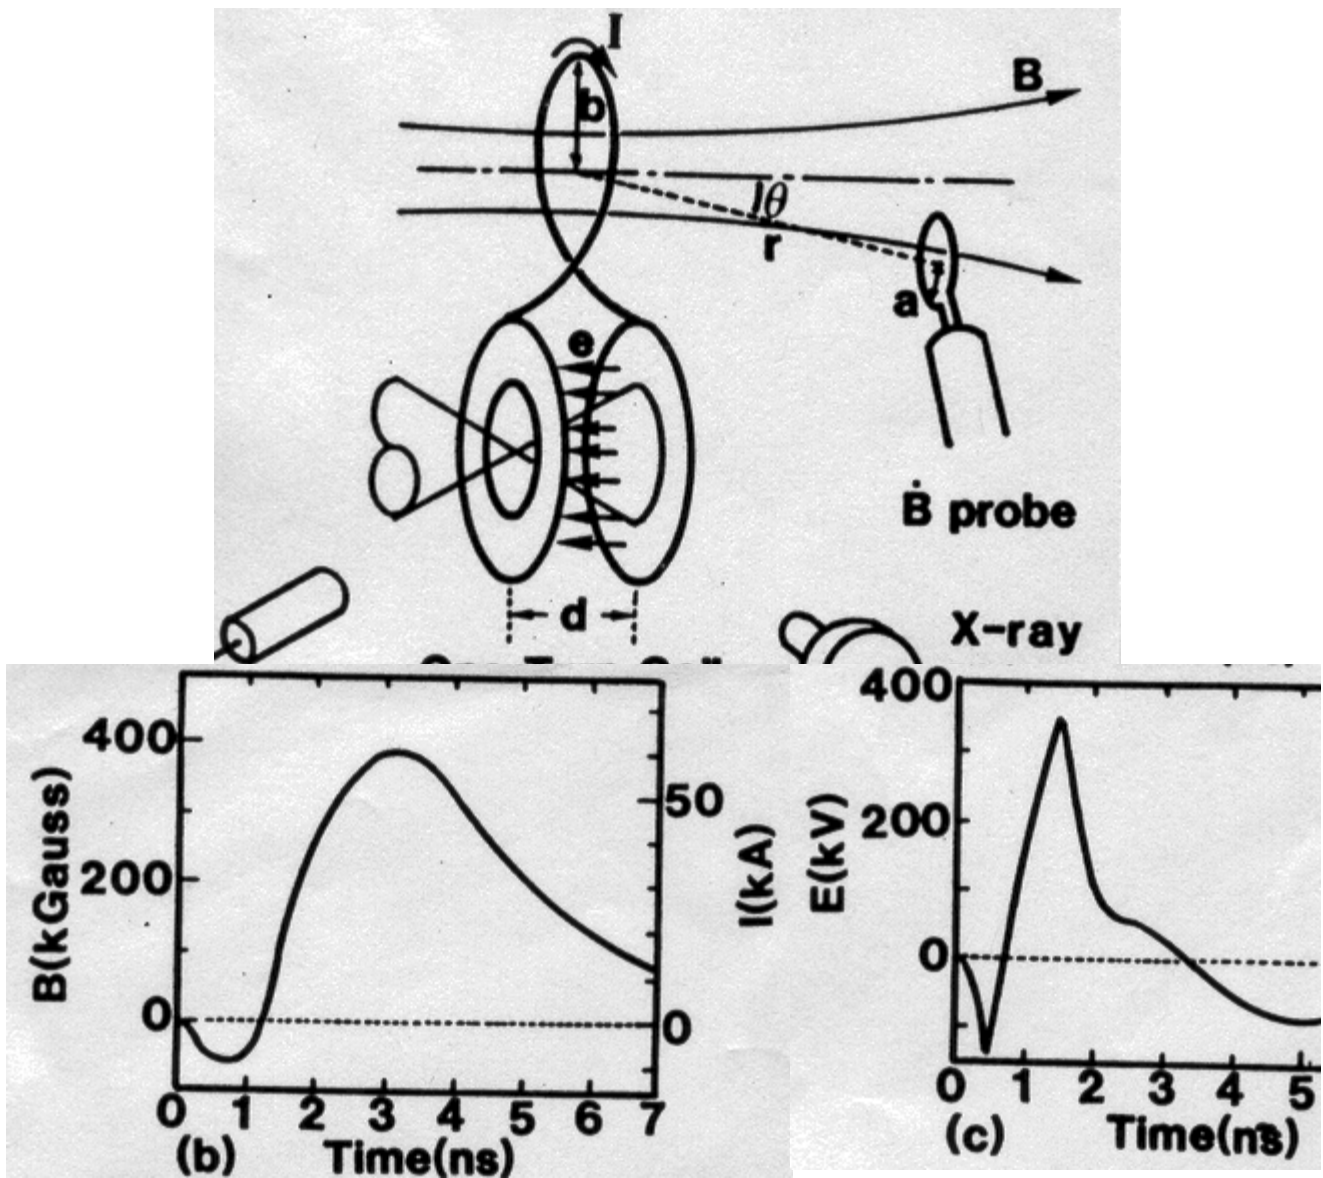 I
b
B
θ
r
a
e
Ḃ probe
d
X-ray
400
200
0
B(kGauss)
50
0
I(kA)
0 1 2 3 4 5 6 7
(b) Time(ns)
400
200
0
E(kV)
0 1 2 3 4 5
(c) Time(ns)